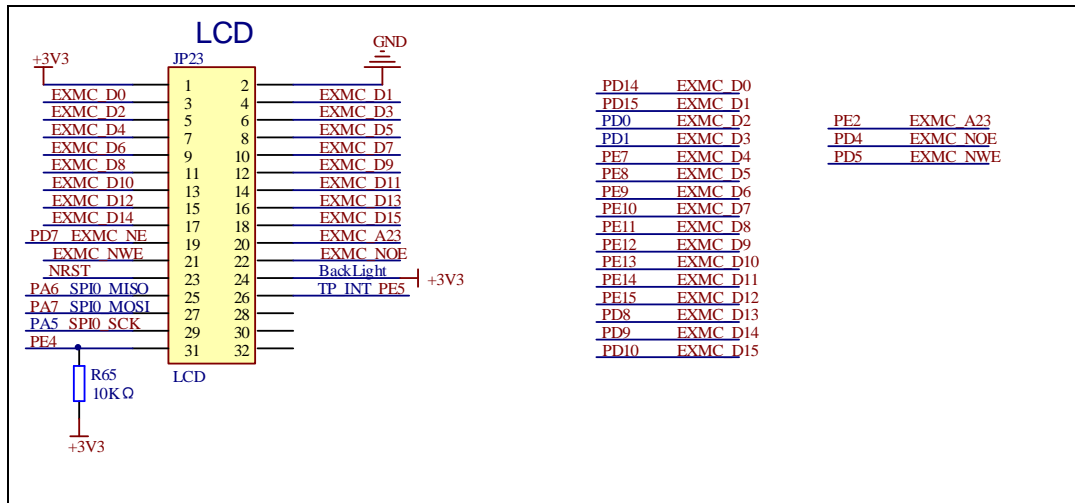 LCD
+3V3
JP23
GND
1 2
EXMC_D0 3 4 EXMC_D1
EXMC_D2 5 6 EXMC_D3
EXMC_D4 7 8 EXMC_D5
EXMC_D6 9 10 EXMC_D7
EXMC_D8 11 12 EXMC_D9
EXMC_D10 13 14 EXMC_D11
EXMC_D12 15 16 EXMC_D13
EXMC_D14 17 18 EXMC_D15
PD7 EXMC_NE 19 20 EXMC_A23
EXMC_NWE 21 22 EXMC_NOE
NRST 23 24 BackLight +3V3
PA6 SPI0_MISO 25 26 TP_INT PE5
PA7 SPI0_MOSI 27 28
PA5 SPI0_SCK 29 30
PE4 31 32
LCD
R65
10KΩ
+3V3
PD14 EXMC_D0
PD15 EXMC_D1
PD0 EXMC_D2
PD1 EXMC_D3
PE7 EXMC_D4
PE8 EXMC_D5
PE9 EXMC_D6
PE10 EXMC_D7
PE11 EXMC_D8
PE12 EXMC_D9
PE13 EXMC_D10
PE14 EXMC_D11
PE15 EXMC_D12
PD8 EXMC_D13
PD9 EXMC_D14
PD10 EXMC_D15
PE2 EXMC_A23
PD4 EXMC_NOE
PD5 EXMC_NWE